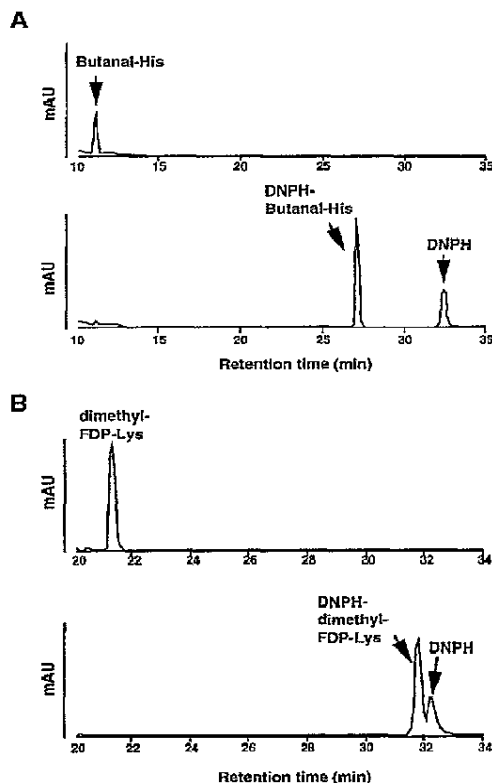 A
Butanal-His
mAU
10 15 20 25 30 35
DNPH-
Butanal-His
DNPH
mAU
10 15 20 25 30 35
Retention time (min)
B
dimethyl-
FDP-Lys
mAU
20 22 24 26 28 30 32 34
DNPH-
dimethyl-
FDP-Lys
DNPH
mAU
20 22 24 26 28 30 32 34
Retention time (min)